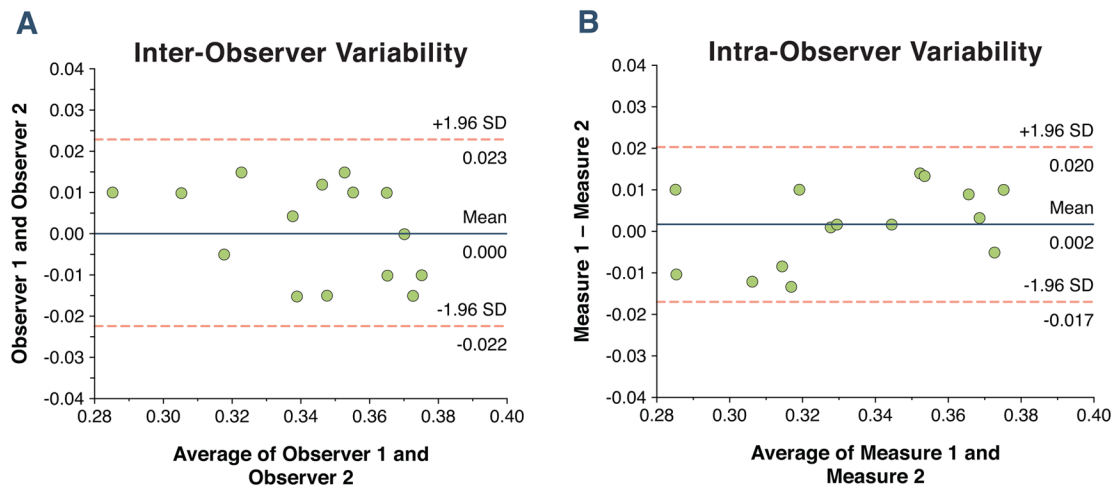 A
Inter-Observer Variability
Observer 1 and Observer 2
0.04
0.03
0.02
0.01
0.00
-0.01
-0.02
-0.03
-0.04
+1.96 SD
0.023
Mean
0.000
-1.96 SD
-0.022
0.28
0.30
0.32
0.34
0.36
0.38
0.40
Average of Observer 1 and
Observer 2
B
Intra-Observer Variability
Measure 1 – Measure 2
0.04
0.03
0.02
0.01
0.00
-0.01
-0.02
-0.03
-0.04
+1.96 SD
0.020
Mean
0.002
-1.96 SD
-0.017
0.28
0.30
0.32
0.34
0.36
0.38
0.40
Average of Measure 1 and
Measure 2